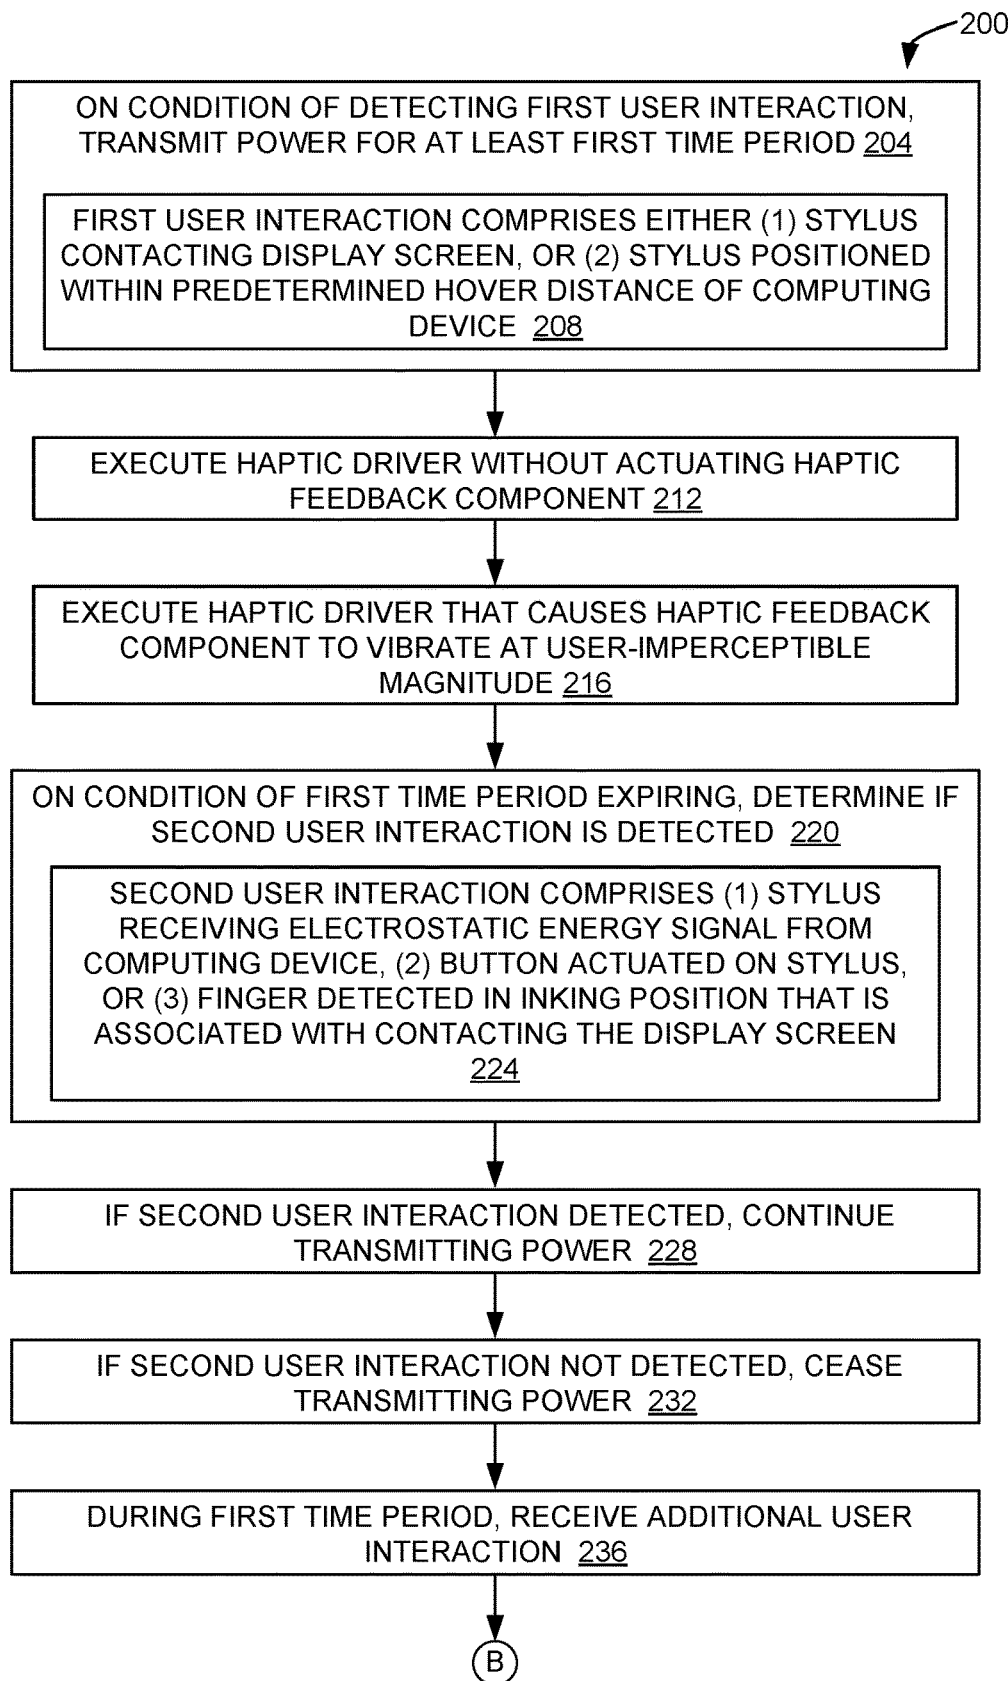 200
ON CONDITION OF DETECTING FIRST USER INTERACTION,
TRANSMIT POWER FOR AT LEAST FIRST TIME PERIOD 204
FIRST USER INTERACTION COMPRISES EITHER (1) STYLUS
CONTACTING DISPLAY SCREEN, OR (2) STYLUS POSITIONED
WITHIN PREDETERMINED HOVER DISTANCE OF COMPUTING
DEVICE 208
EXECUTE HAPTIC DRIVER WITHOUT ACTUATING HAPTIC
FEEDBACK COMPONENT 212
EXECUTE HAPTIC DRIVER THAT CAUSES HAPTIC FEEDBACK
COMPONENT TO VIBRATE AT USER-IMPERCEPTIBLE
MAGNITUDE 216
ON CONDITION OF FIRST TIME PERIOD EXPIRING, DETERMINE IF
SECOND USER INTERACTION IS DETECTED 220
SECOND USER INTERACTION COMPRISES (1) STYLUS
RECEIVING ELECTROSTATIC ENERGY SIGNAL FROM
COMPUTING DEVICE, (2) BUTTON ACTUATED ON STYLUS,
OR (3) FINGER DETECTED IN INKING POSITION THAT IS
ASSOCIATED WITH CONTACTING THE DISPLAY SCREEN
224
IF SECOND USER INTERACTION DETECTED, CONTINUE
TRANSMITTING POWER 228
IF SECOND USER INTERACTION NOT DETECTED, CEASE
TRANSMITTING POWER 232
DURING FIRST TIME PERIOD, RECEIVE ADDITIONAL USER
INTERACTION 236
B